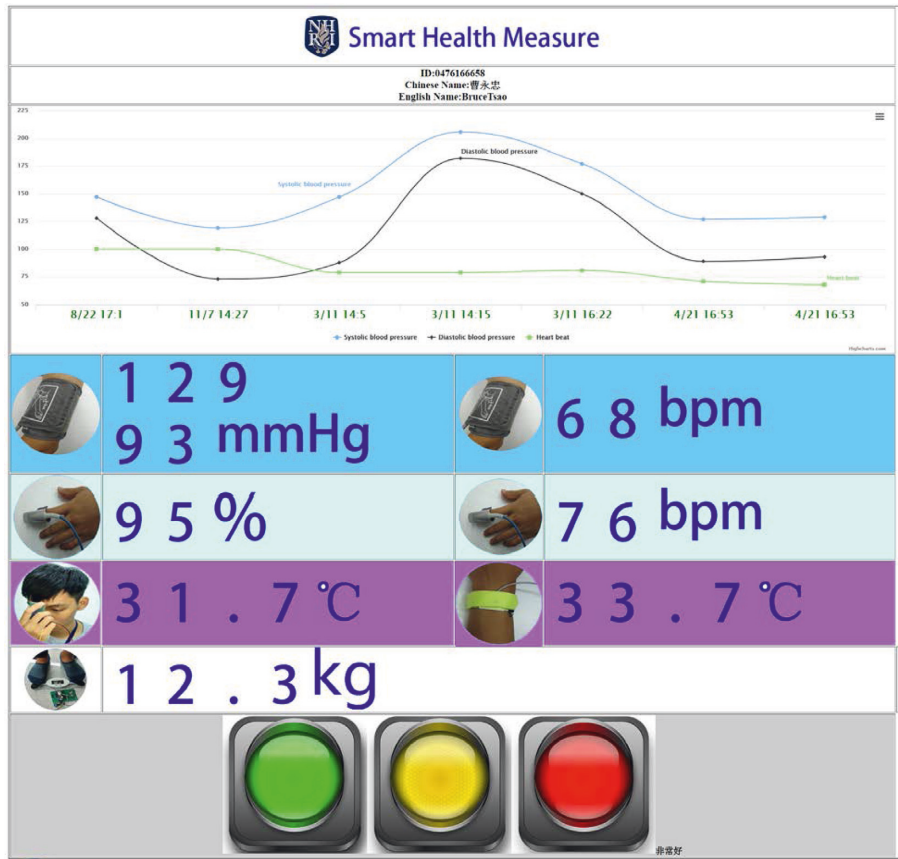 NHRI Smart Health Measure
ID:0476166658
Chinese Name:曹永忠
English Name:BruceTsao
225
200
175
150
125
100
75
50
Systolic blood pressure
Diastolic blood pressure
Heart beat
8/22 17:1 11/7 14:27 3/11 14:5 3/11 14:15 3/11 16:22 4/21 16:53 4/21 16:53
Systolic blood pressure Diastolic blood pressure Heart beat
Highcharts.com
1 2 9
9 3 mmHg
6 8 bpm
9 5 %
7 6 bpm
3 1 . 7 ℃
3 3 . 7 ℃
1 2 . 3 kg
非常好